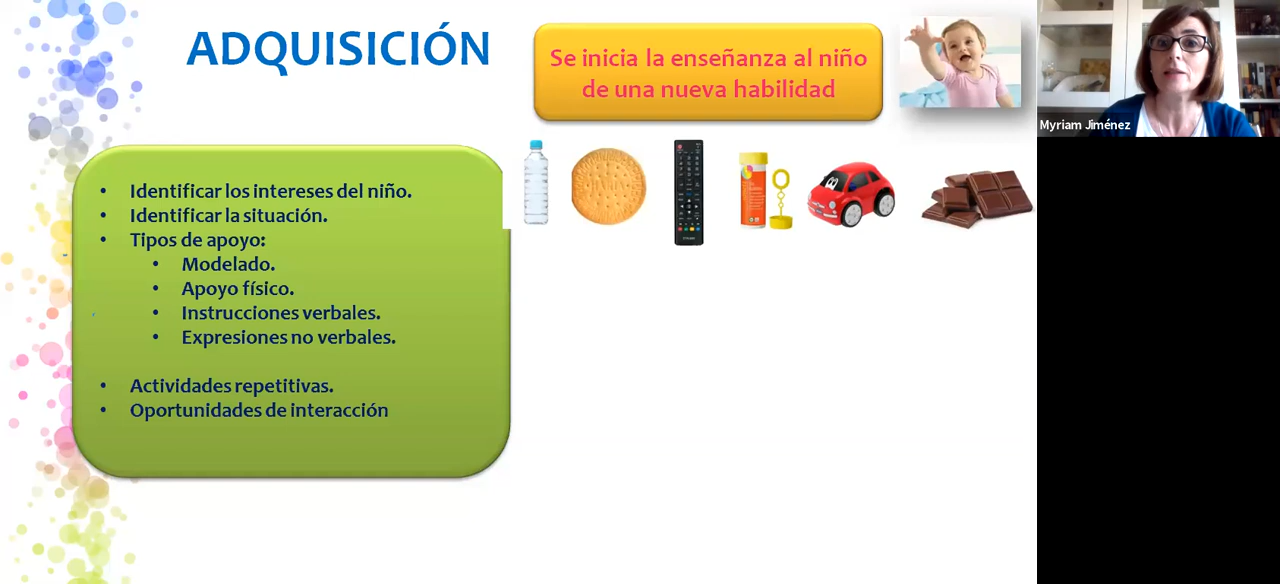 ADQUISICIÓN
Se inicia la enseñanza al niño
de una nueva habilidad
Myriam Jiménez
• Identificar los intereses del niño.
• Identificar la situación.
• Tipos de apoyo:
• Modelado.
• Apoyo físico.
• Instrucciones verbales.
• Expresiones no verbales.
• Actividades repetitivas.
• Oportunidades de interacción